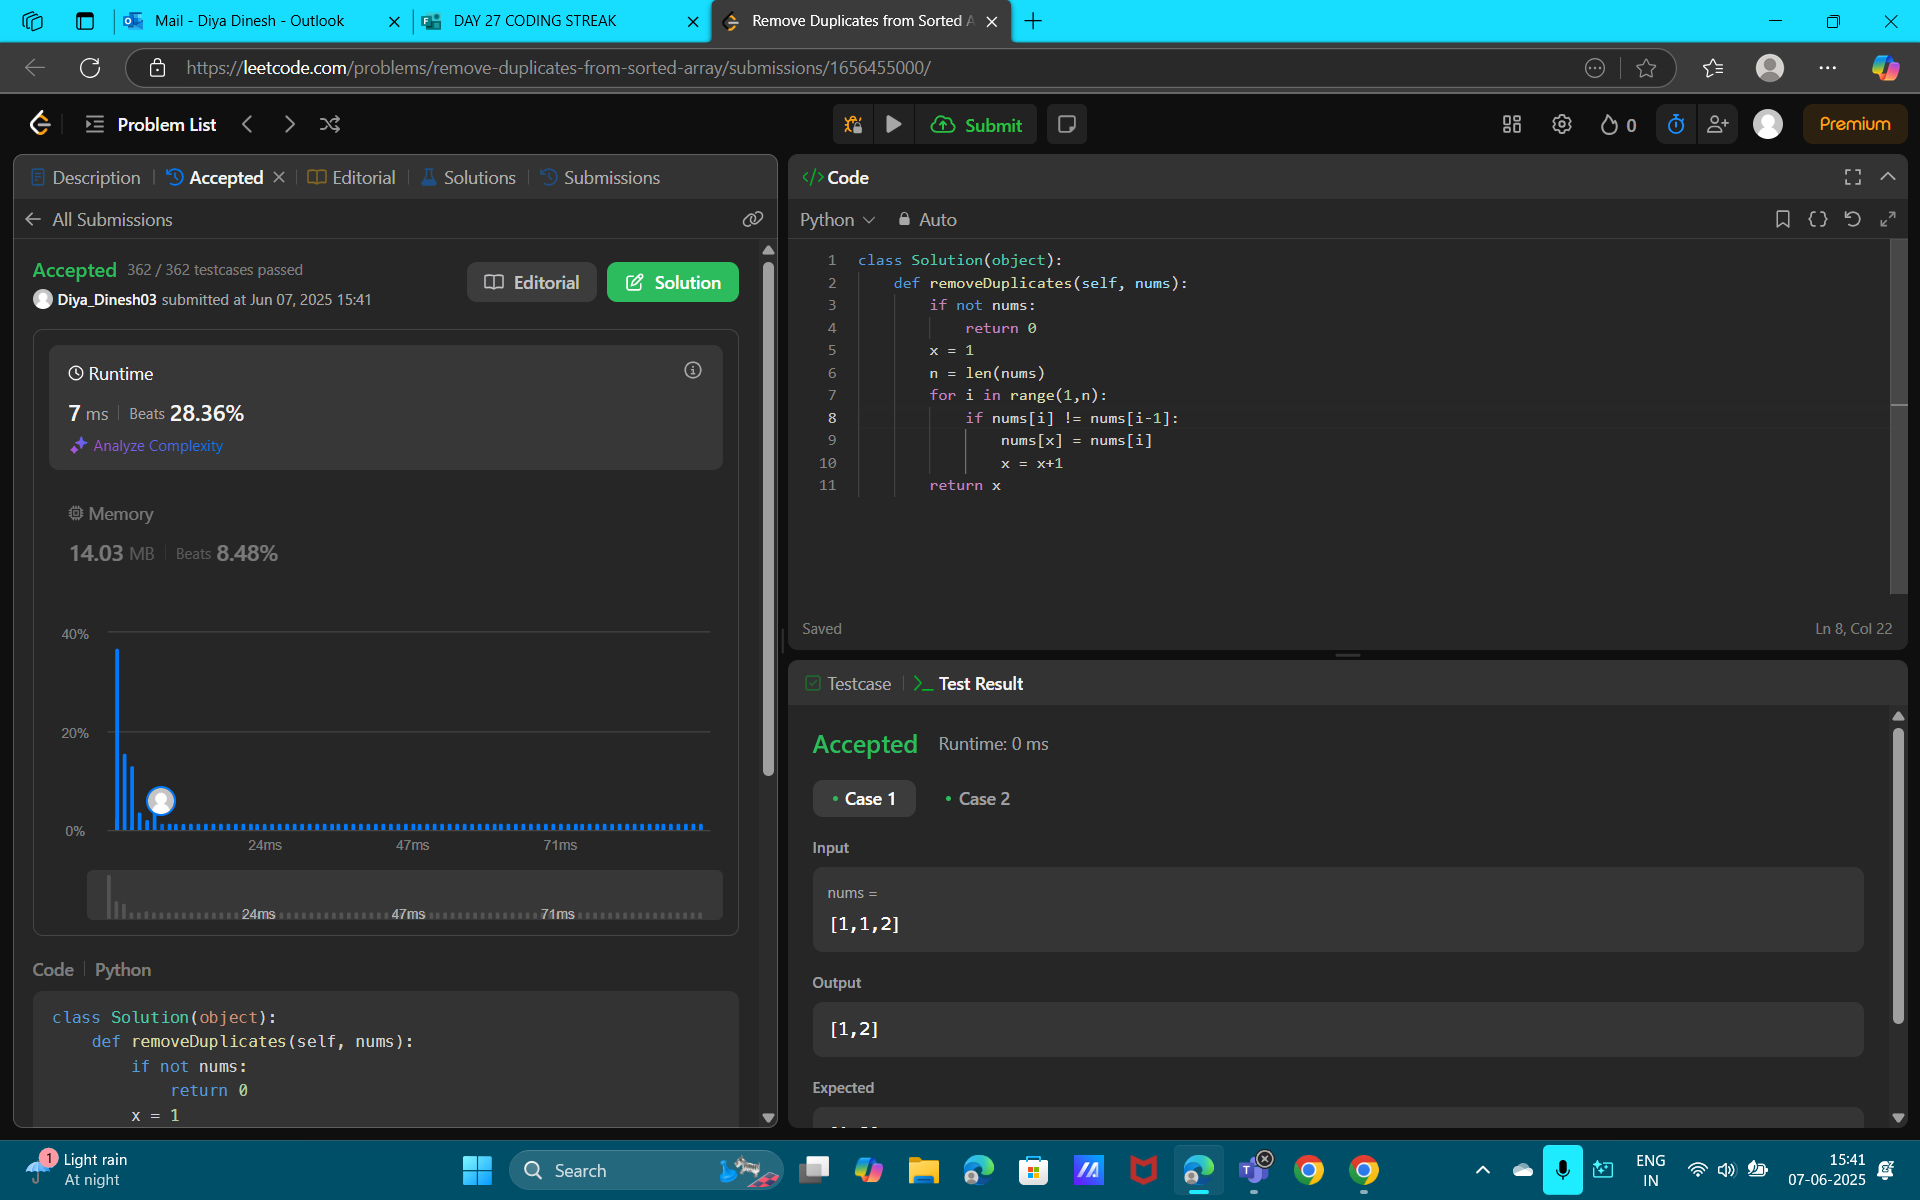 Mail - Diya Dinesh - Outlook
DAY 27 CODING STREAK
Remove Duplicates from Sorted A
https://leetcode.com/problems/remove-duplicates-from-sorted-array/submissions/1656455000/
Problem List
Submit
0
Premium
Description
Accepted
Editorial
Solutions
Submissions
All Submissions
Accepted 362 / 362 testcases passed
Diya_Dinesh03 submitted at Jun 07, 2025 15:41
Editorial
Solution
Runtime
7 ms
Beats 28.36%
Analyze Complexity
Memory
14.03 MB
Beats 8.48%
40%
20%
0%
24ms
47ms
71ms
24ms
47ms
71ms
Code
Python
class Solution(object):
def removeDuplicates(self, nums):
if not nums:
return 0
x = 1
</> Code
Python
Auto
1 class Solution(object):
2 def removeDuplicates(self, nums):
3 if not nums:
4 return 0
5 x = 1
6 n = len(nums)
7 for i in range(1,n):
8 if nums[i] != nums[i-1]:
9 nums[x] = nums[i]
10 x = x+1
11 return x
Saved
Ln 8, Col 22
Testcase
Test Result
Accepted
Runtime: 0 ms
Case 1
Case 2
Input
nums =
[1,1,2]
Output
[1,2]
Expected
1
Light rain
At night
Search
ENG
IN
15:41
07-06-2025